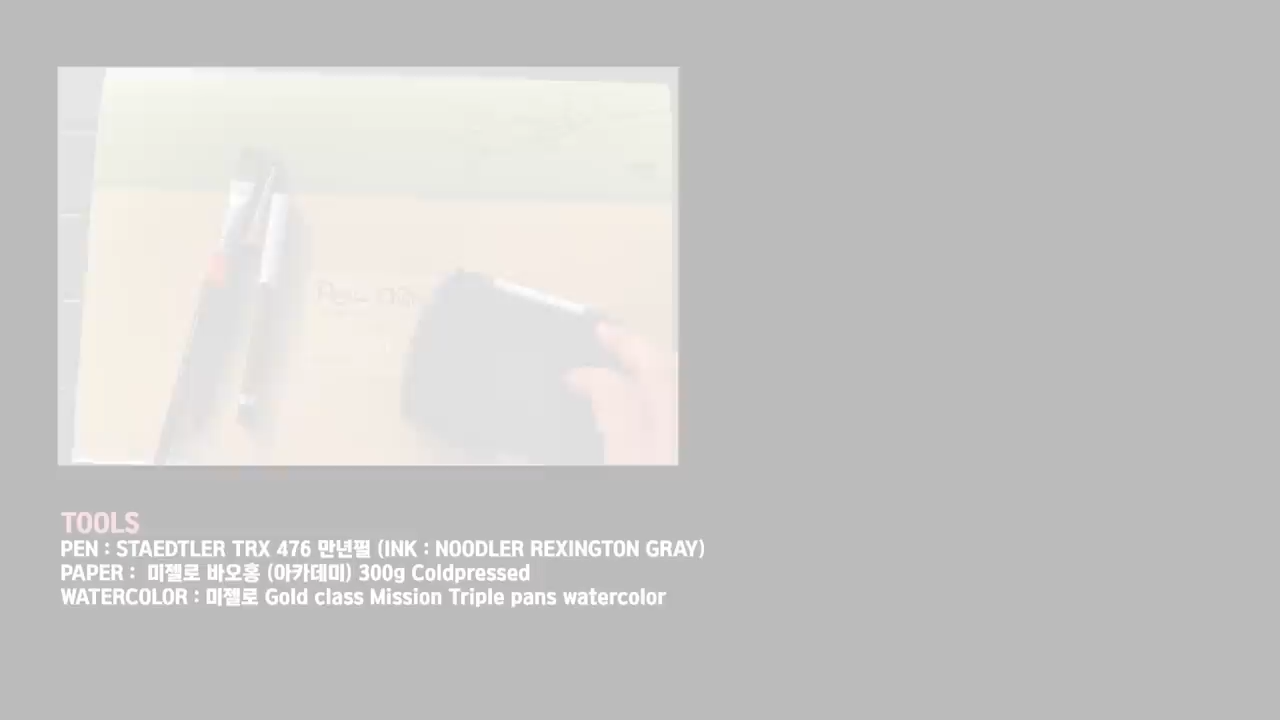 TOOLS
PEN : STAEDTLER TRX 476 만년필 (INK : NOODLER REXINGTON GRAY)
PAPER : 미젤로 바오홍 (아카데미) 300g Coldpressed
WATERCOLOR : 미젤로 Gold class Mission Triple pans watercolor